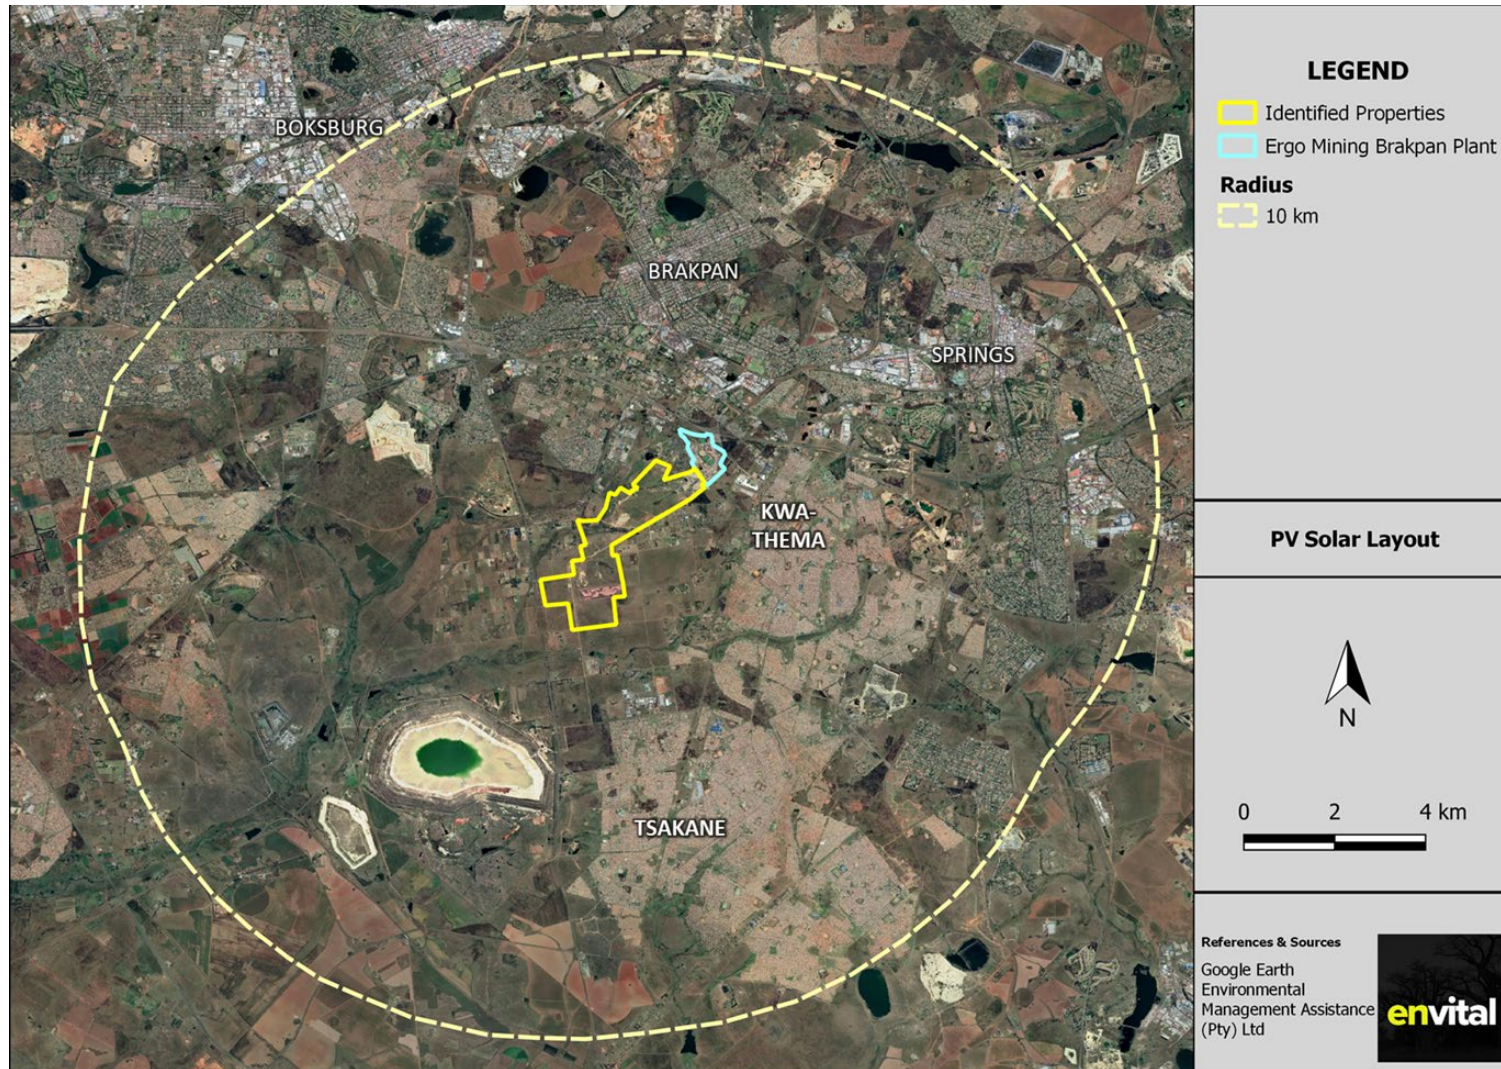 BOKSBURG
BRAKPAN
SPRINGS
KWA-
THEMA
TSAKANE
LEGEND
Identified Properties
Ergo Mining Brakpan Plant
Radius
10 km
PV Solar Layout
N
0 2 4 km
References & Sources
Google Earth
Environmental
Management Assistance
(Pty) Ltd
envital